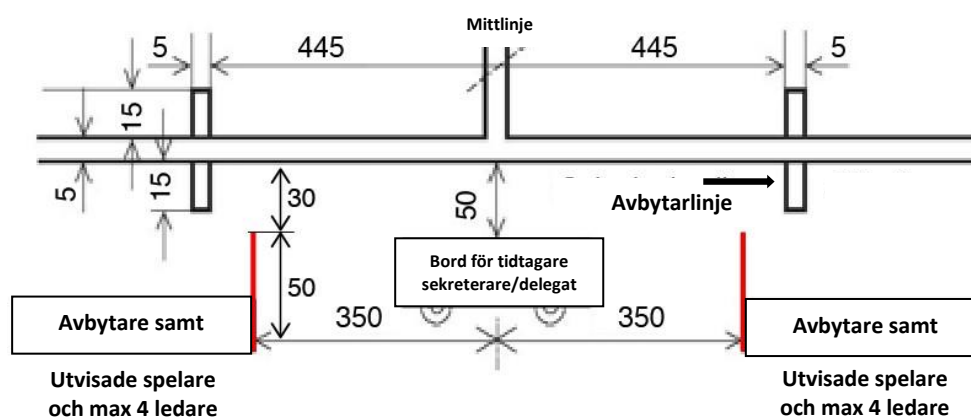 Mittlinje
5 445 445 5
15
5
15
30
50
Avbytarlinje
Bord för tidtagare
sekreterare/delegat
50
350 350
Avbytare samt
Avbytare samt
Utvisade spelare
och max 4 ledare
Utvisade spelare
och max 4 ledare